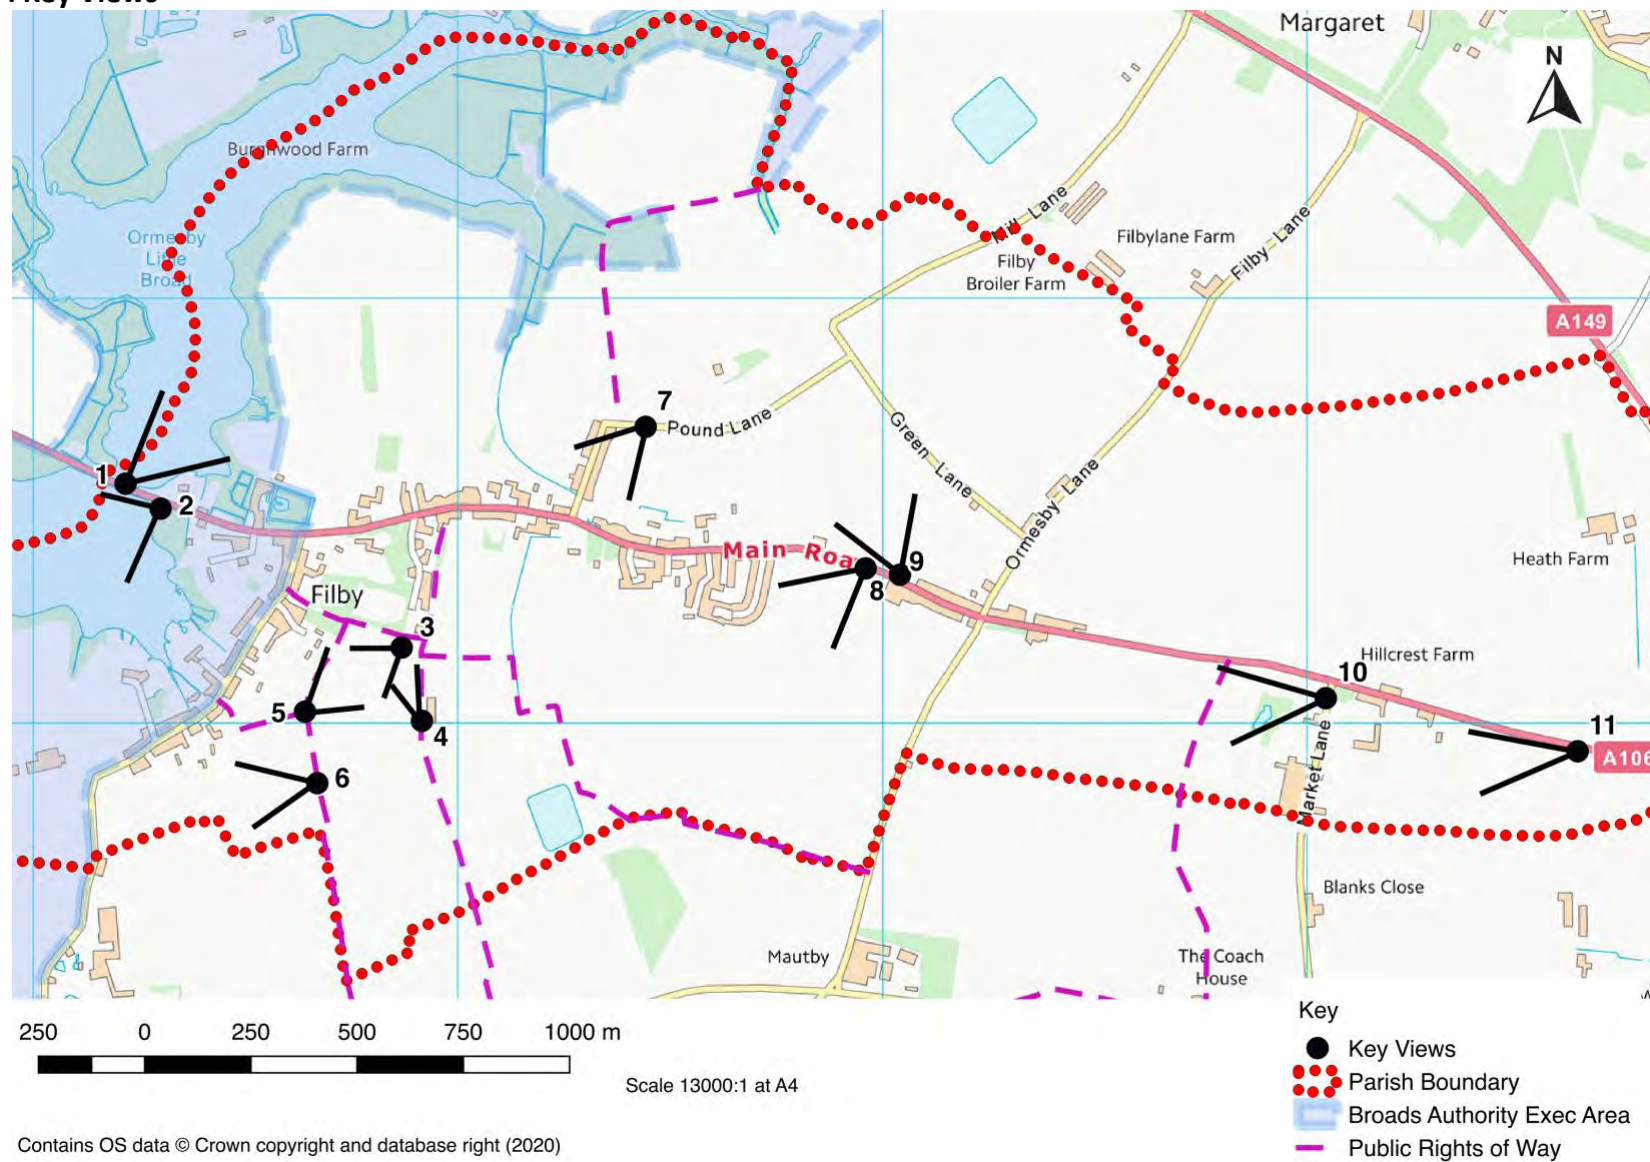 Key Views
Margaret
N
Burghwood Farm
Mill Lane
Filbylane Farm
Filby Lane
Ormesby
Little
Broad
Filby
Broiler Farm
A149
7
Pound Lane
Green Lane
1
2
Ormesby Lane
Main Roa
9
8
Heath Farm
Filby
3
Hillcrest Farm
10
5
4
11
A106
6
Market Lane
Blanks Close
Mautby
The Coach
House
250 0 250 500 750 1000 m
Scale 13000:1 at A4
Key
Key Views
Parish Boundary
Broads Authority Exec Area
Public Rights of Way
Contains OS data © Crown copyright and database right (2020)